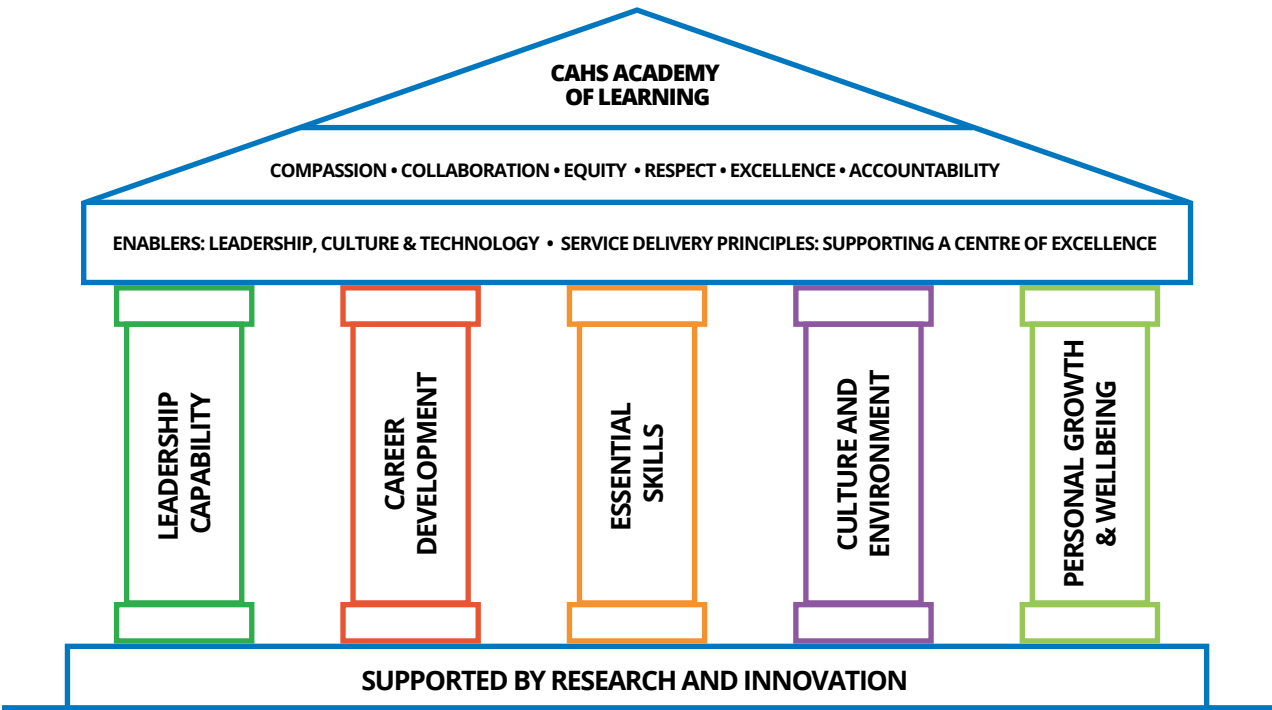 CAHS ACADEMY
OF LEARNING
COMPASSION • COLLABORATION • EQUITY • RESPECT • EXCELLENCE • ACCOUNTABILITY
ENABLERS: LEADERSHIP, CULTURE & TECHNOLOGY • SERVICE DELIVERY PRINCIPLES: SUPPORTING A CENTRE OF EXCELLENCE
LEADERSHIP
CAPABILITY
CAREER
DEVELOPMENT
ESSENTIAL
SKILLS
CULTURE AND
ENVIRONMENT
PERSONAL GROWTH
& WELLBEING
SUPPORTED BY RESEARCH AND INNOVATION